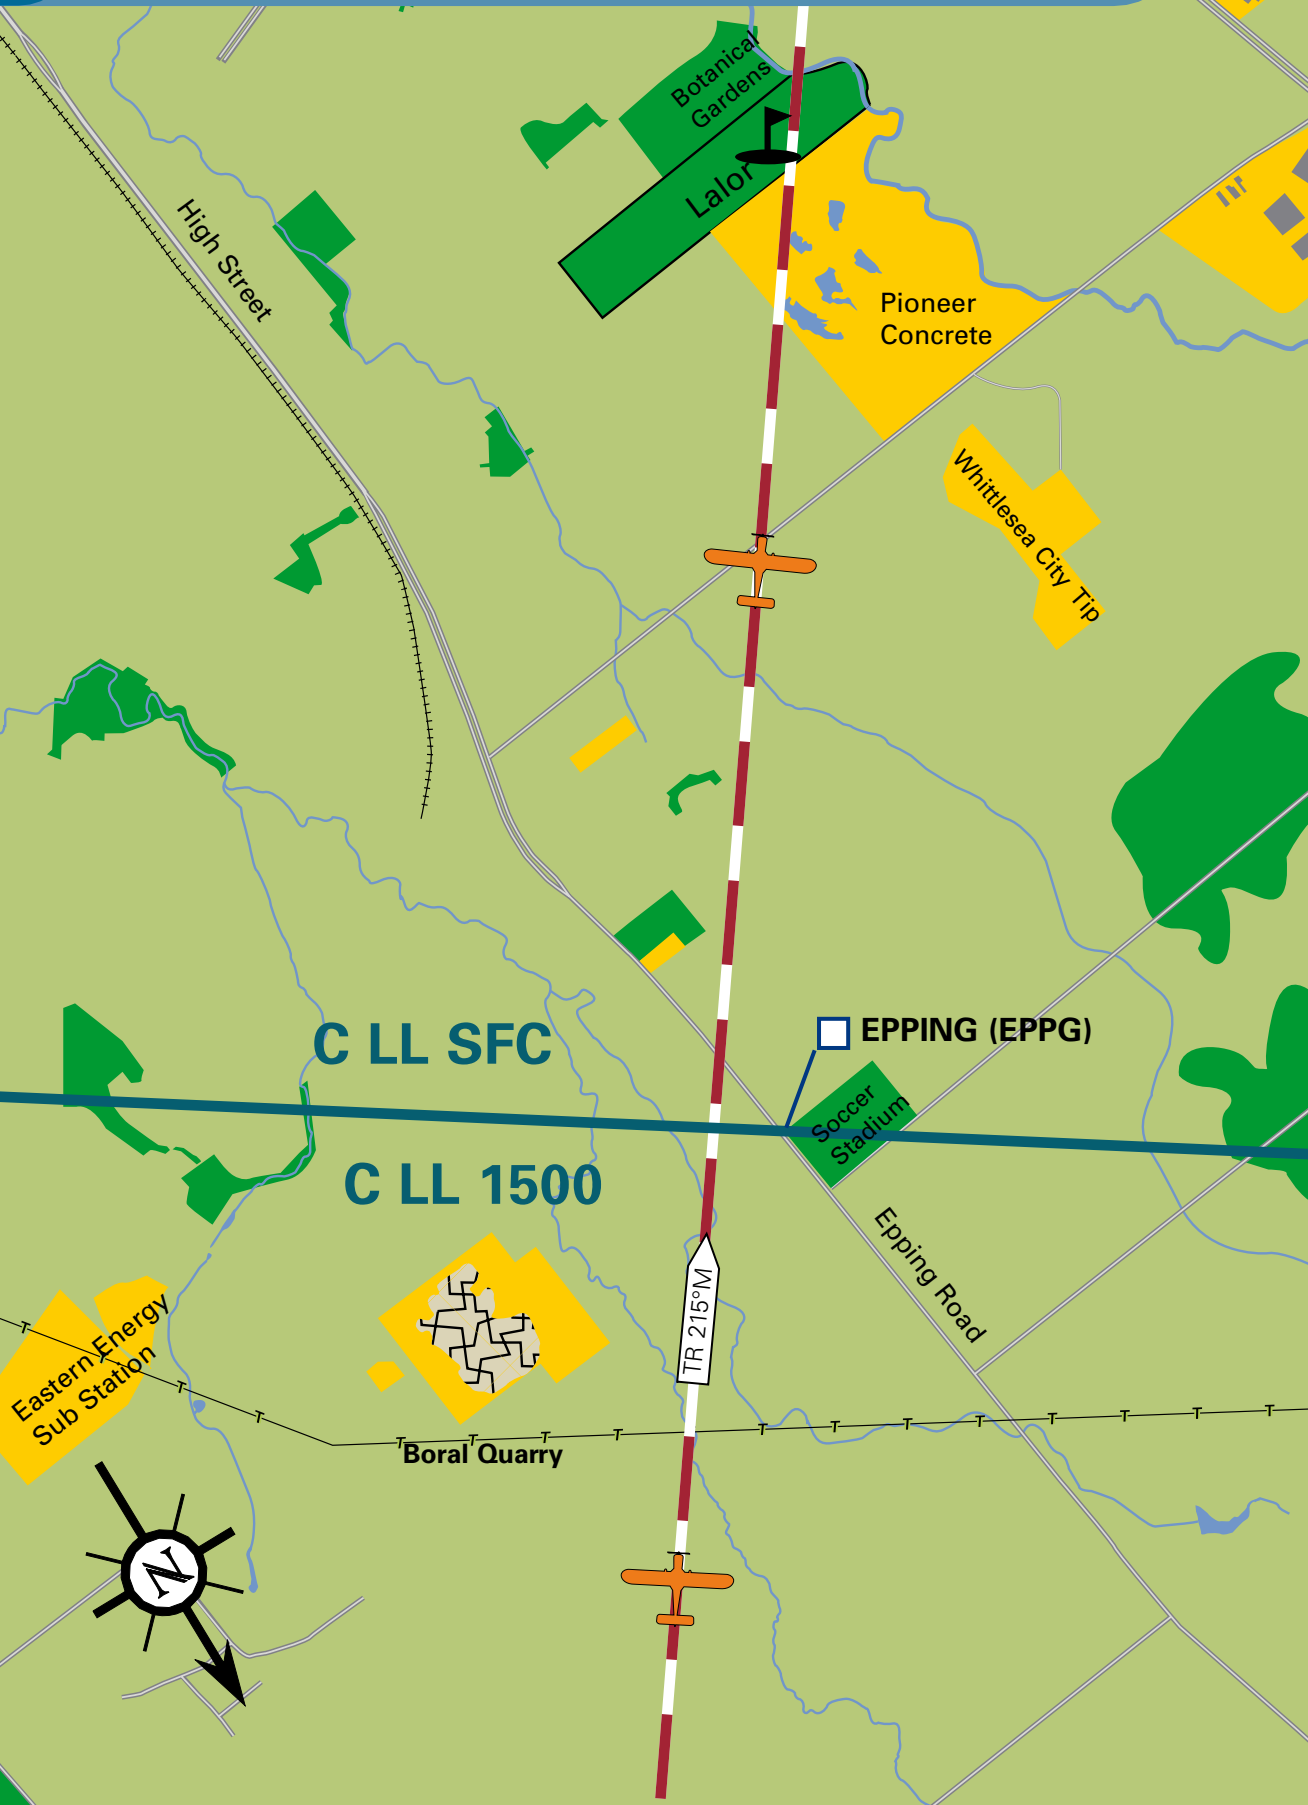 Botanical
Gardens
Lalor
High Street
Pioneer
Concrete
Whittlesea City Tip
C LL SFC
EPPING (EPPG)
Soccer
Stadium
C LL 1500
Epping Road
TR 215°M
Eastern Energy
Sub Station
T T T T T T T T T T T T T T T T
Boral Quarry
N